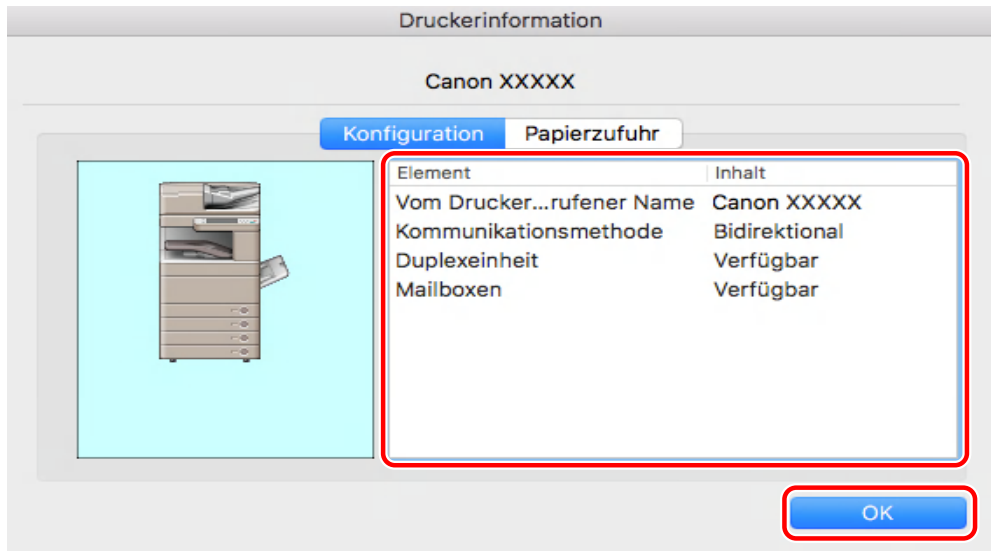 Druckerinformation
Canon XXXXX
Konfiguration Papierzufuhr
Element Inhalt
Vom Drucker...rufener Name Canon XXXXX
Kommunikationsmethode Bidirektional
Duplexeinheit Verfügbar
Mailboxen Verfügbar
OK